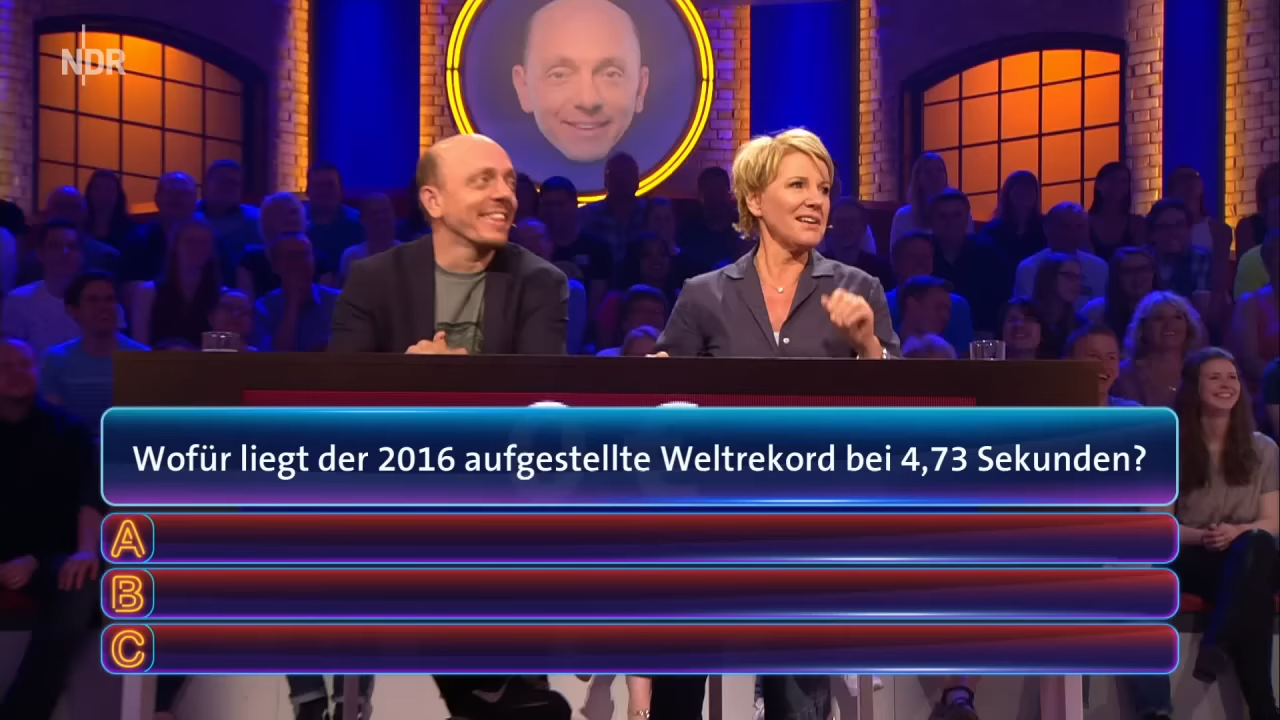 NDR
Wofür liegt der 2016 aufgestellte Weltrekord bei 4,73 Sekunden?
A
B
C